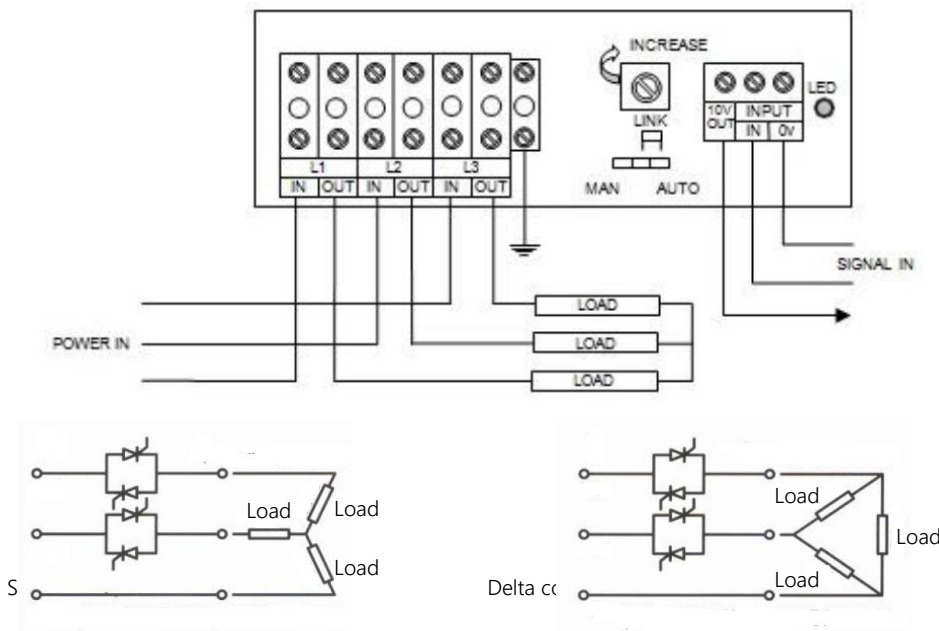 INCREASE
LED
LINK
10V OUT
INPUT
IN 0v
L1 L2 L3
IN OUT IN OUT IN OUT
MAN AUTO
SIGNAL IN
LOAD
POWER IN
LOAD
LOAD
Load
Load
Load
S
Load
Load
Load
Delta